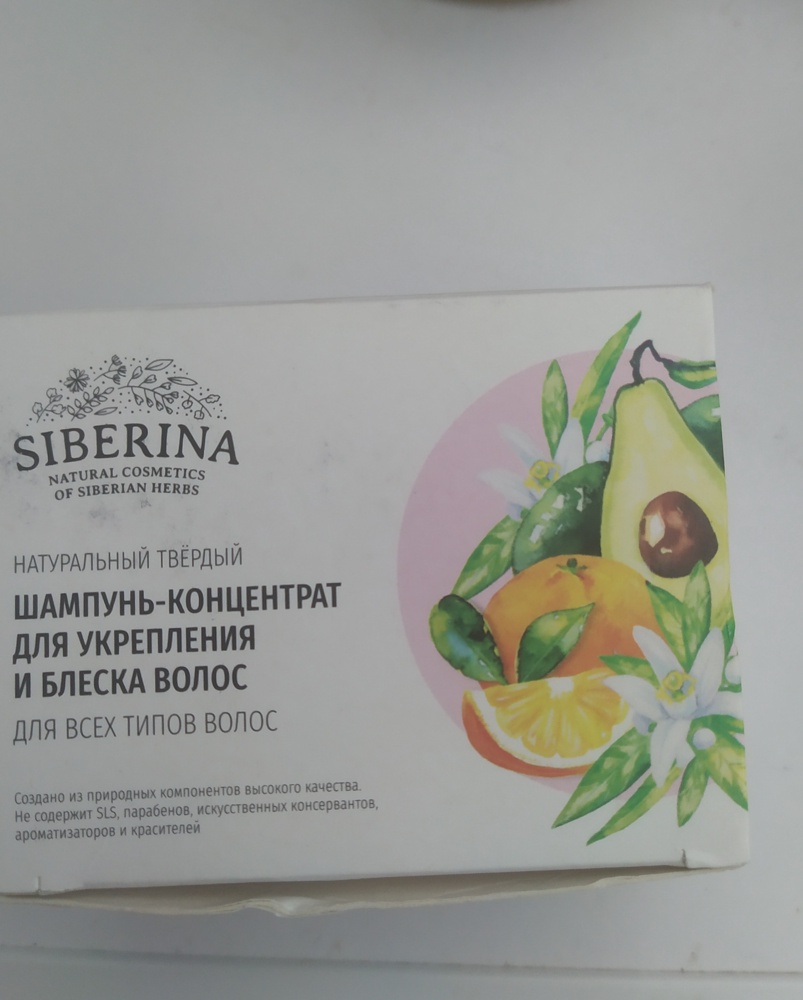 SIBERINA
NATURAL COSMETICS
OF SIBERIAN HERBS
НАТУРАЛЬНЫЙ ТВЁРДЫЙ
ШАМПУНЬ-КОНЦЕНТРАТ
ДЛЯ УКРЕПЛЕНИЯ
И БЛЕСКА ВОЛОС
ДЛЯ ВСЕХ ТИПОВ ВОЛОС
Создано из природных компонентов высокого качества.
Не содержит SLS, парабенов, искусственных консервантов,
ароматизаторов и красителей